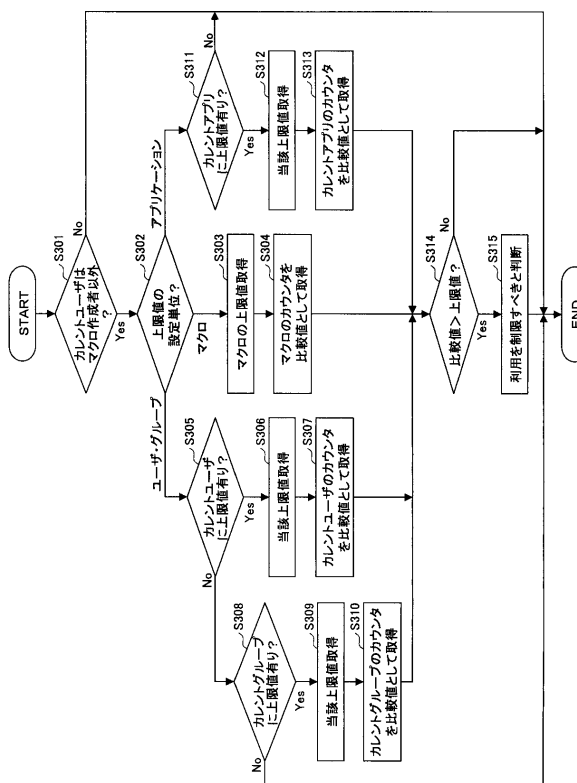 START
S301
カレントユーザは
マクロ作成者以外
?
No
Yes
S302
上限値の
設定単位?
ユーザ・グループ
マクロ
アプリケーション
S303
マクロの上限値取得
S304
マクロのカウンタを
比較値として取得
S305
カレントユーザ
に上限値有り?
No
Yes
S306
当該上限値取得
S307
カレントユーザのカウンタ
を比較値として取得
S308
カレントグループ
に上限値有り?
No
Yes
S309
当該上限値取得
S310
カレントグループのカウンタ
を比較値として取得
S311
カレントアプリ
に上限値有り?
No
Yes
S312
当該上限値取得
S313
カレントアプリのカウンタ
を比較値として取得
S314
比較値>上限値?
No
Yes
S315
利用を制限すべきと判断
END